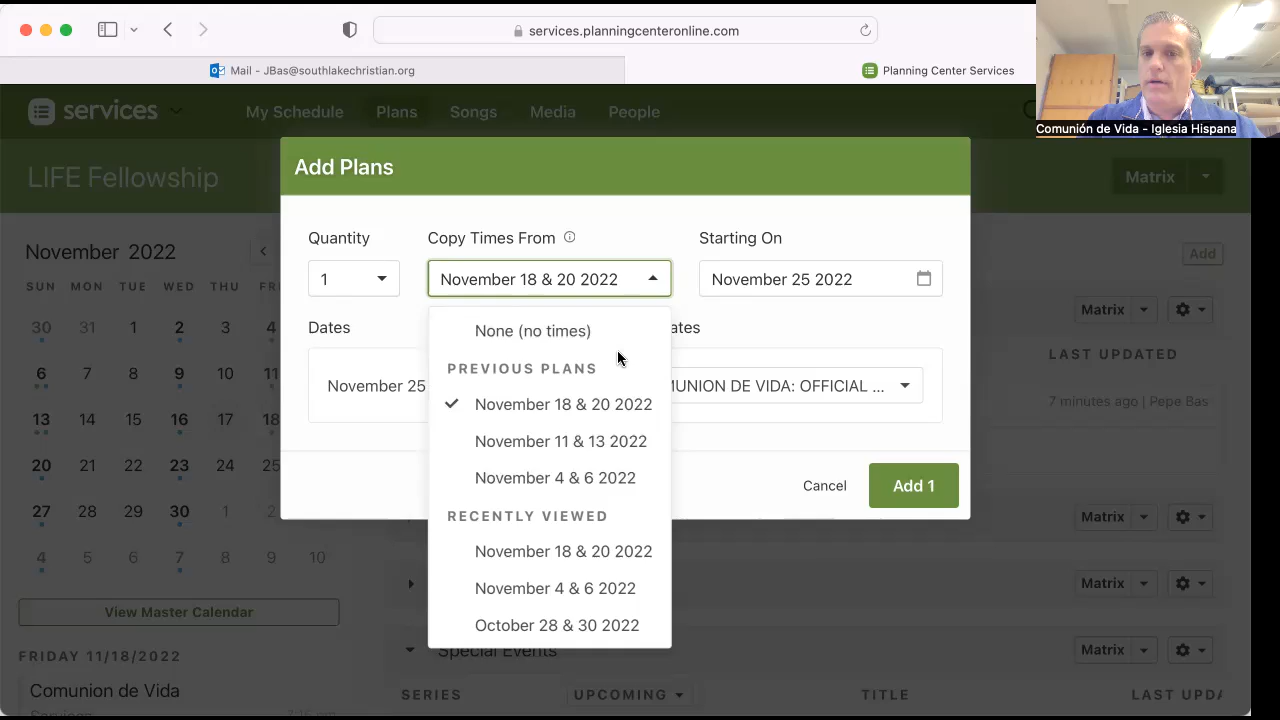 services.planningcenteronline.com
Mail - JBas@southlakechristian.org
Planning Center Services
Comunión de Vida - Iglesia Hispana
services
My Schedule
Plans
Songs
Media
People
LIFE Fellowship
Matrix
Add Plans
Quantity
Copy Times From
Starting On
1
November 18 & 20 2022
November 25 2022
Dates
November 25
MUNION DE VIDA: OFFICIAL ...
None (no times)
PREVIOUS PLANS
November 18 & 20 2022
November 11 & 13 2022
November 4 & 6 2022
RECENTLY VIEWED
November 18 & 20 2022
November 4 & 6 2022
October 28 & 30 2022
Cancel
Add 1
November 2022
SUN MON TUE WED THU
30 31 1 2 3 4
6 7 8 9 10 11
13 14 15 16 17 18
20 21 22 23 24 25
27 28 29 30 1 2
4 5 6 7 8 9 10
View Master Calendar
FRIDAY 11/18/2022
Comunion de Vida
Services
7:15 pm
Add
Matrix
LAST UPDATED
7 minutes ago | Pepe Bas
Matrix
Matrix
Special Events
Matrix
SERIES
UPCOMING
TITLE
LAST UPDA